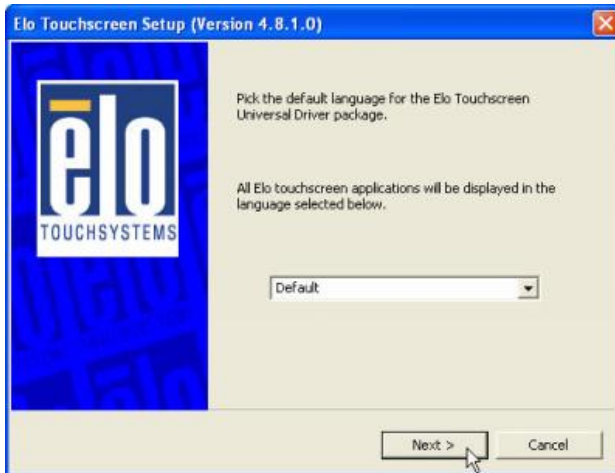 Elo Touchscreen Setup (Version 4.8.1.0)
elo
TOUCHSYSTEMS
Pick the default language for the Elo Touchscreen
Universal Driver package.
All Elo touchscreen applications will be displayed in the
language selected below.
Default
Next >
Cancel